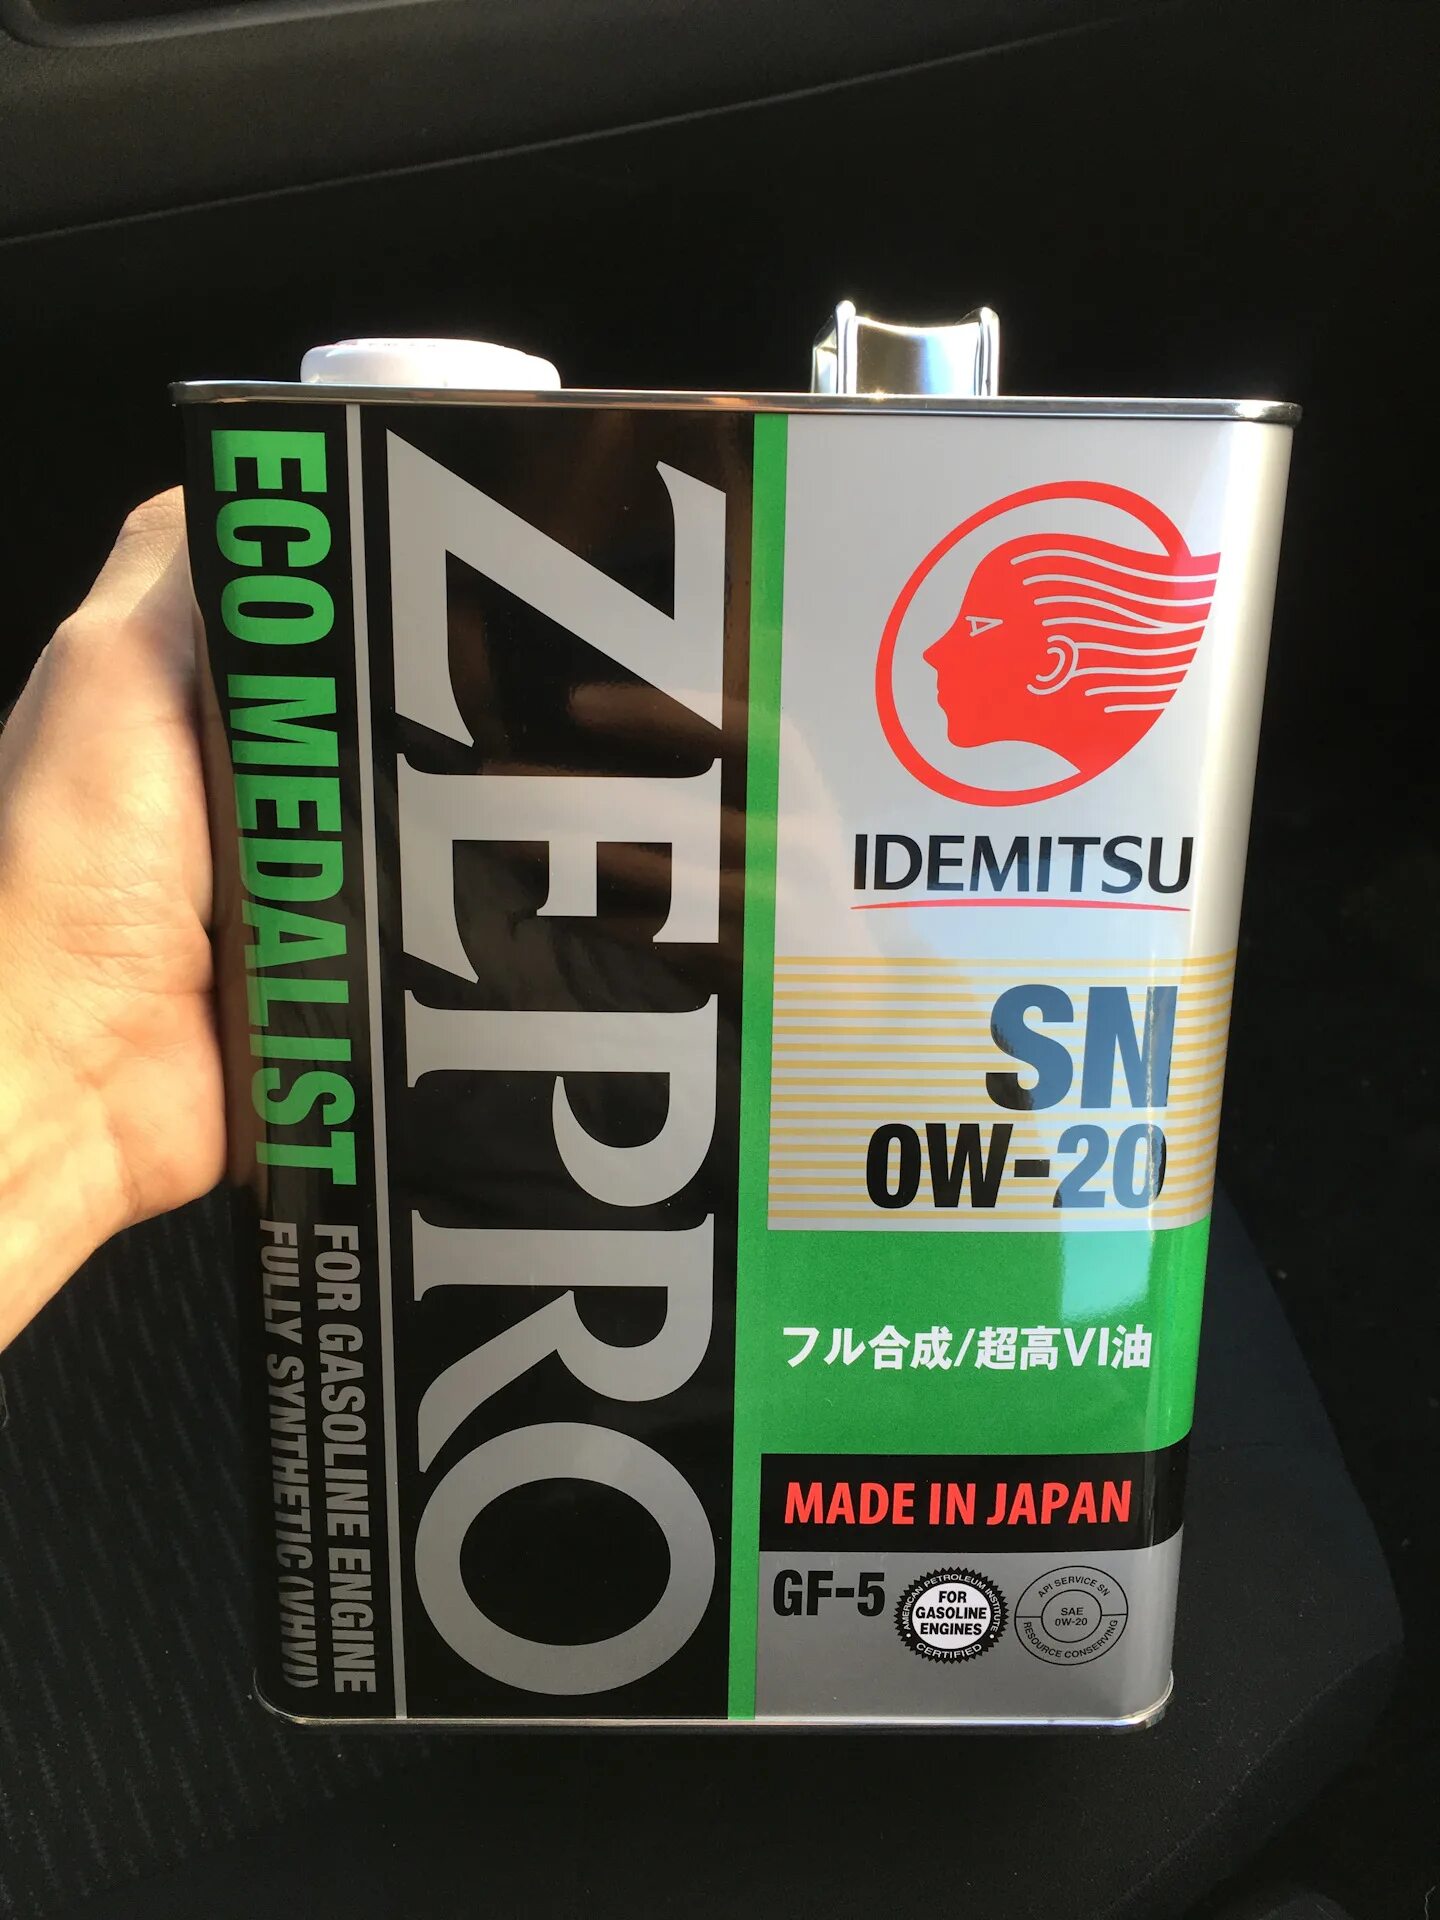 ECO MEDALIST
FOR GASOLINE ENGINE
FULLY SYNTHETIC (VHVI)
ZEPRO
IDEMITSU
SN
0W-20
フル合成/超高VI油
MADE IN JAPAN
GF-5
AMERICAN PETROLEUM INSTITUTE
FOR
GASOLINE
ENGINES
CERTIFIED
API SERVICE SN
SAE
0W-20
RESOURCE CONSERVING